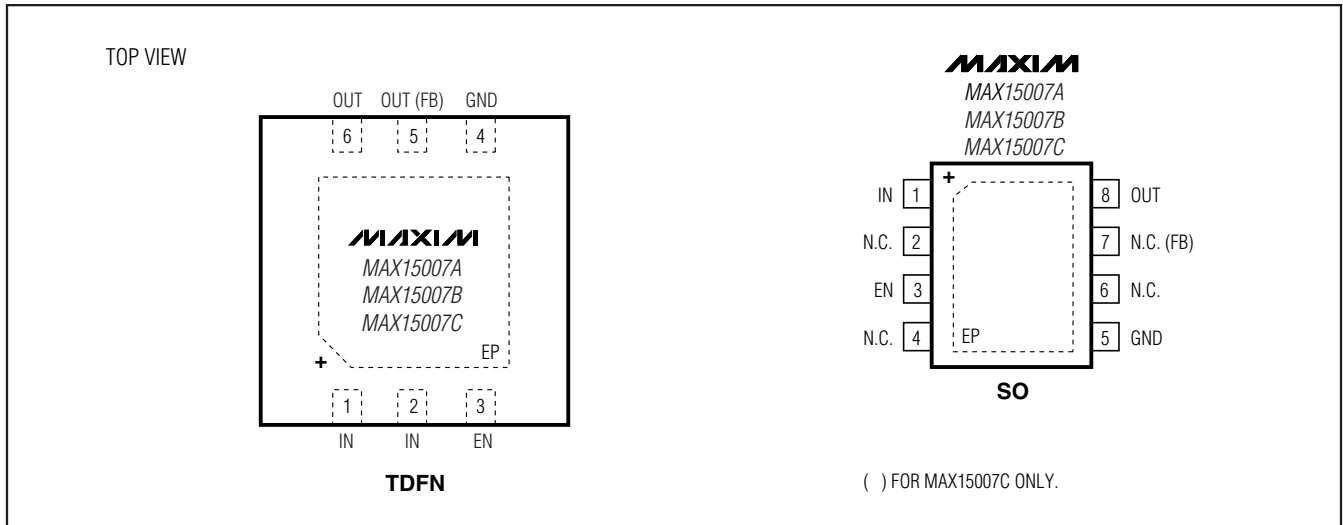 TOP VIEW
OUT OUT (FB) GND
6 5 4
MAXIM
MAX15007A
MAX15007B
MAX15007C
EP
+
1 2 3
IN IN EN
TDFN
MAXIM
MAX15007A
MAX15007B
MAX15007C
+
IN 1 8 OUT
N.C. 2 7 N.C. (FB)
EN 3 6 N.C.
N.C. 4 EP 5 GND
SO
( ) FOR MAX15007C ONLY.